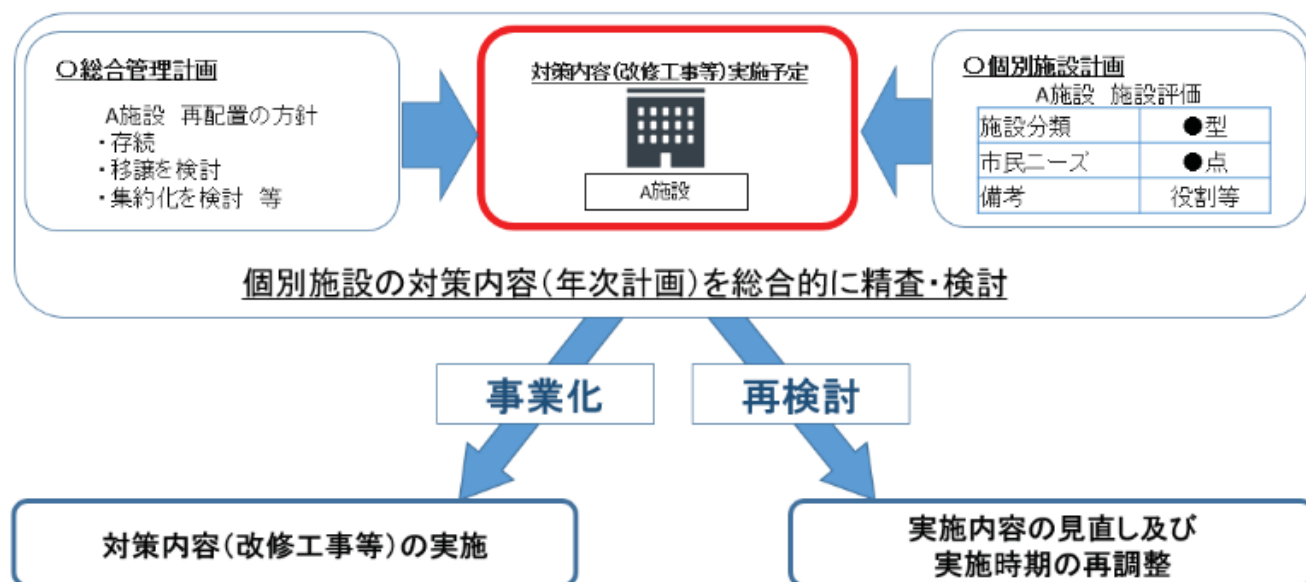 〇総合管理計画
A施設 再配置の方針
・存続
・移譲を検討
・集約化を検討 等
対策内容(改修工事等)実施予定
A施設
〇個別施設計画
A施設 施設評価
施設分類 ●型
市民ニーズ ●点
備考 役割等
個別施設の対策内容(年次計画)を総合的に精査・検討
事業化
再検討
対策内容(改修工事等)の実施
実施内容の見直し及び
実施時期の再調整